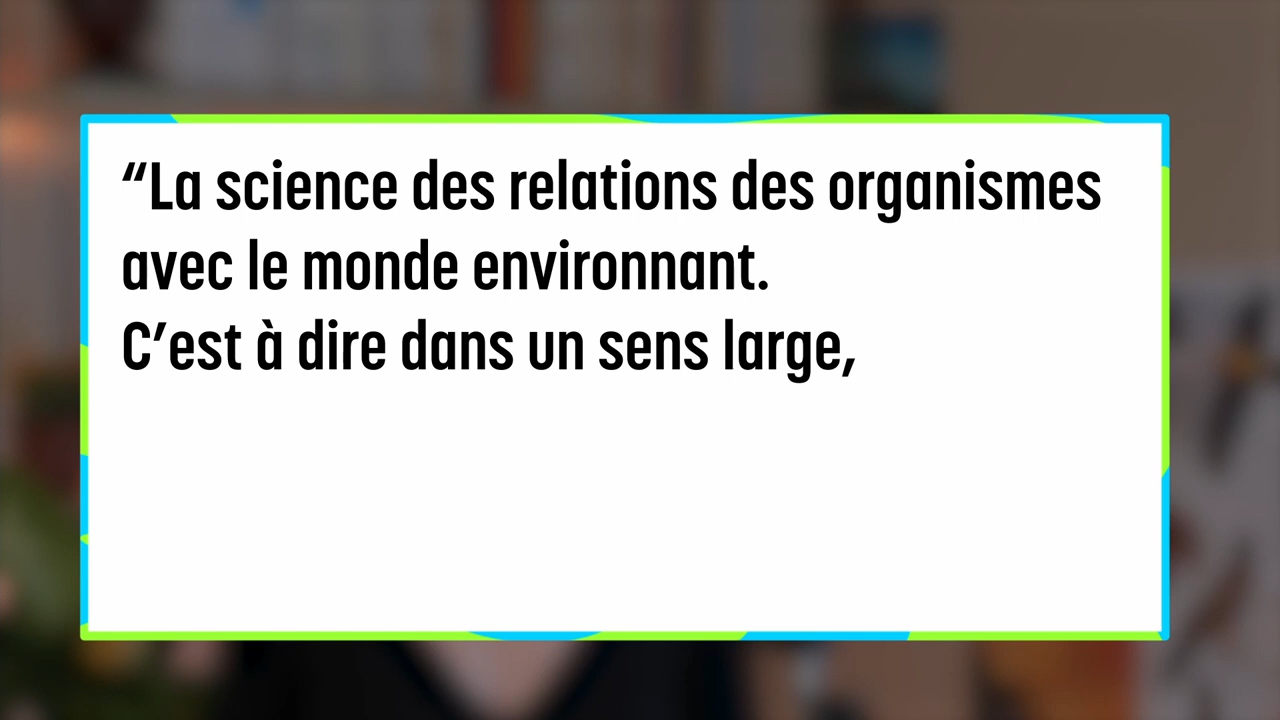 “La science des relations des organismes
avec le monde environnant.
C’est à dire dans un sens large,